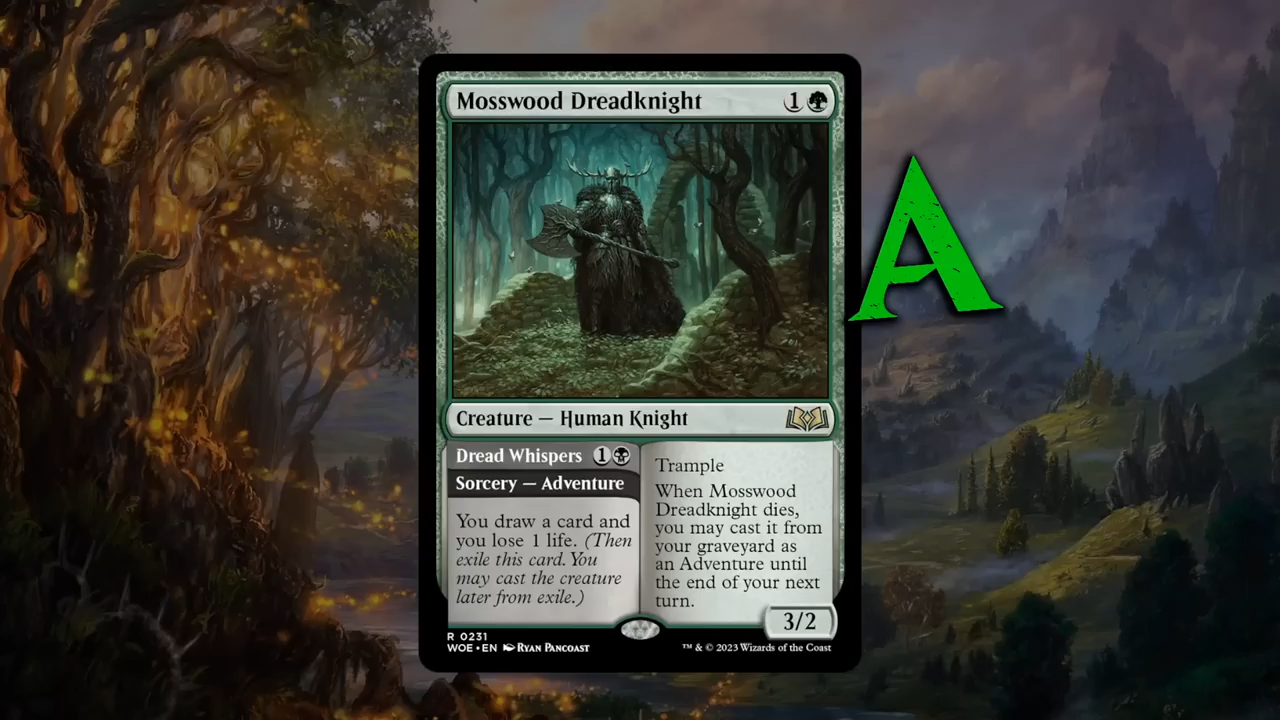 Mosswood Dreadknight 1
A
Creature — Human Knight
Dread Whispers 1
Sorcery — Adventure
You draw a card and
you lose 1 life. (Then
exile this card. You
may cast the creature
later from exile.)
Trample
When Mosswood
Dreadknight dies,
you may cast it from
your graveyard as
an Adventure until
the end of your next
turn.
3/2
R 0231
WOE • EN Ryan Pancoast
™ & © 2023 Wizards of the Coast